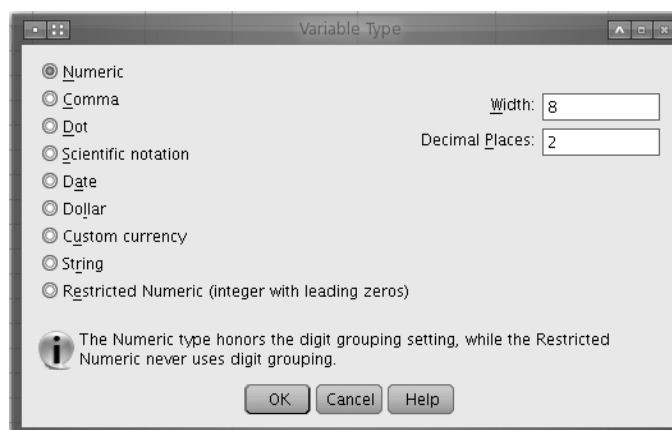 Variable Type
Numeric
Comma
Dot
Scientific notation
Date
Dollar
Custom currency
String
Restricted Numeric (integer with leading zeros)
Width: 8
Decimal Places: 2
The Numeric type honors the digit grouping setting, while the Restricted
Numeric never uses digit grouping.
OK Cancel Help